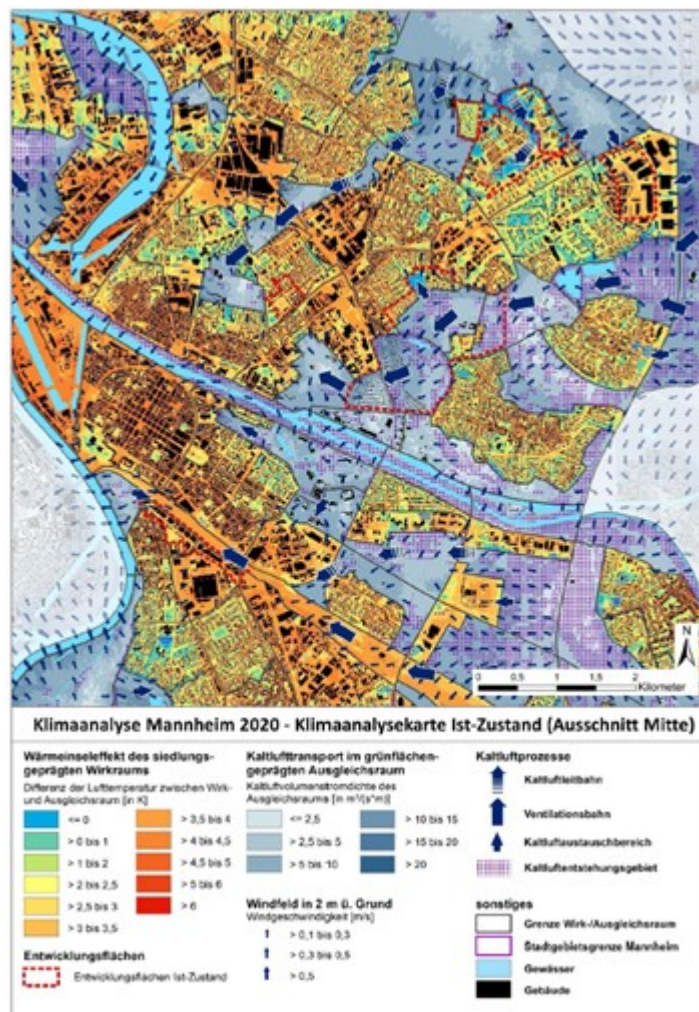 N
0 0,5 1 1,5 2
Kilometer
Klimaanalyse Mannheim 2020 - Klimaanalysekarte Ist-Zustand (Ausschnitt Mitte)
Wärmeinseleffekt des siedlungs-
geprägten Wirkraums
Differenz der Lufttemperatur zwischen Wirk-
und Ausgleichsraum [in K]
<= 0
> 0 bis 1
> 1 bis 2
> 2 bis 2,5
> 2,5 bis 3
> 3 bis 3,5
> 3,5 bis 4
> 4 bis 4,5
> 4,5 bis 5
> 5 bis 6
> 6
Entwicklungsflächen
Entwicklungsflächen Ist-Zustand
Kaltlufttransport im grünflächen-
geprägten Ausgleichsraum
Kaltluftvolumenstromdichte des
Ausgleichsraums [in m³/(s*m)]
<= 2,5
> 2,5 bis 5
> 5 bis 10
> 10 bis 15
> 15 bis 20
> 20
Windfeld in 2 m ü. Grund
Windgeschwindigkeit [m/s]
> 0,1 bis 0,3
> 0,3 bis 0,5
> 0,5
Kaltluftprozesse
Kaltluftleitbahn
Ventilationsbahn
Kaltluftaustauschbereich
Kaltluftentstehungsgebiet
sonstiges
Grenze Wirk-/Ausgleichsraum
Stadtgebietsgrenze Mannheim
Gewässer
Gebäude